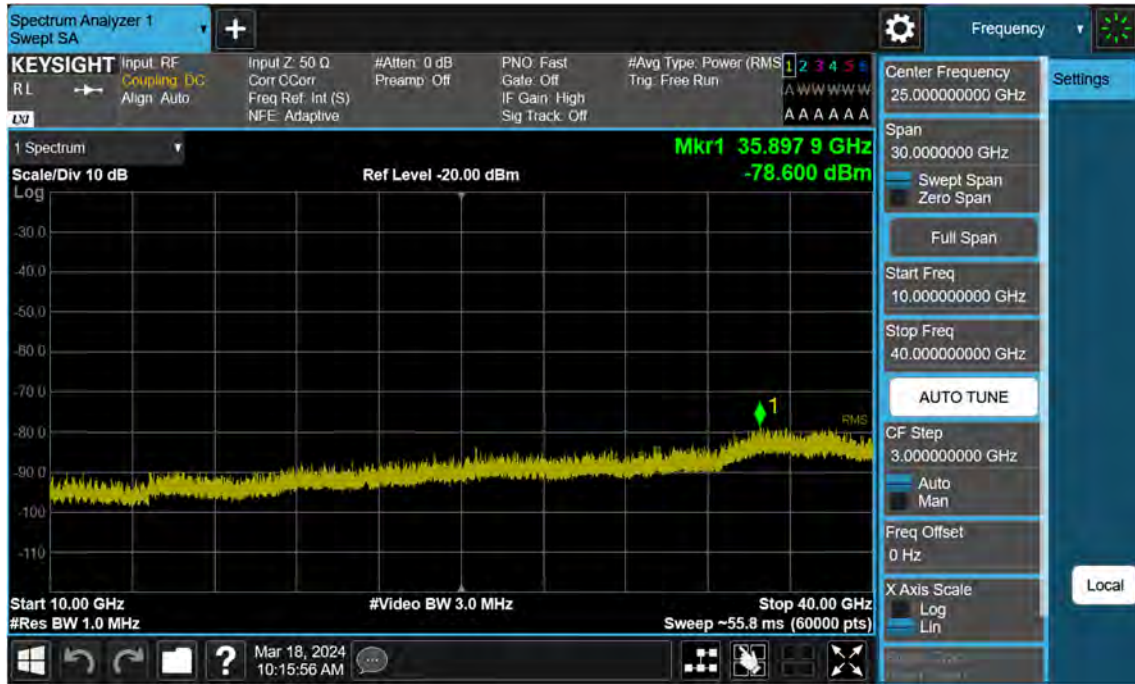 Spectrum Analyzer 1
Swept SA
Frequency
KEYSIGHT
RL
LXI
Input: RF
Coupling: DC
Align: Auto
Input Z: 50 Ω
Corr CCorr
Freq Ref: Int (S)
NFE: Adaptive
#Atten: 0 dB
Preamp: Off
PNO: Fast
Gate: Off
IF Gain: High
Sig Track: Off
#Avg Type: Power (RMS
Trig: Free Run
1 2 3 4 5 6
A W W W W W
A A A A A A
1 Spectrum
Scale/Div 10 dB
Ref Level -20.00 dBm
Mkr1 35.897 9 GHz
-78.600 dBm
Log
-30.0
-40.0
-50.0
-60.0
-70.0
-80.0
-90.0
-100
-110
1
RMS
Start 10.00 GHz
#Video BW 3.0 MHz
Stop 40.00 GHz
#Res BW 1.0 MHz
Sweep ~55.8 ms (60000 pts)
Center Frequency
25.000000000 GHz
Settings
Span
30.0000000 GHz
Swept Span
Zero Span
Full Span
Start Freq
10.000000000 GHz
Stop Freq
40.000000000 GHz
AUTO TUNE
CF Step
3.000000000 GHz
Auto
Man
Freq Offset
0 Hz
X Axis Scale
Log
Lin
Local
?
Mar 18, 2024
10:15:56 AM